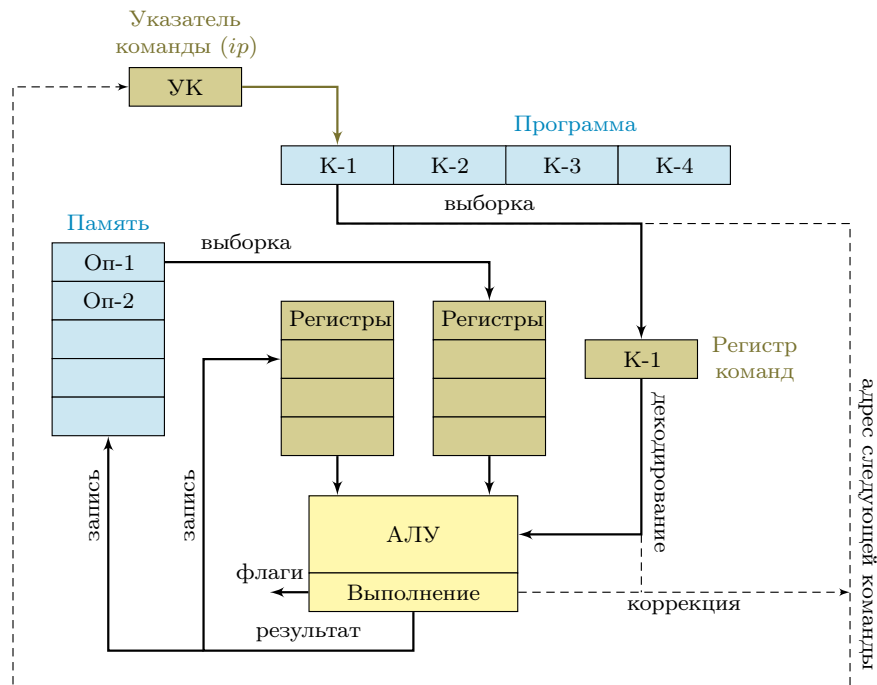 Указатель
команды (ip)
УК
Программа
К-1 К-2 К-3 К-4
выборка
Память
выборка
Оп-1
Оп-2
Регистры Регистры
К-1
Регистр
команд
декодирование
адрес следующей команды
запись
запись
АЛУ
флаги
Выполнение
коррекция
результат